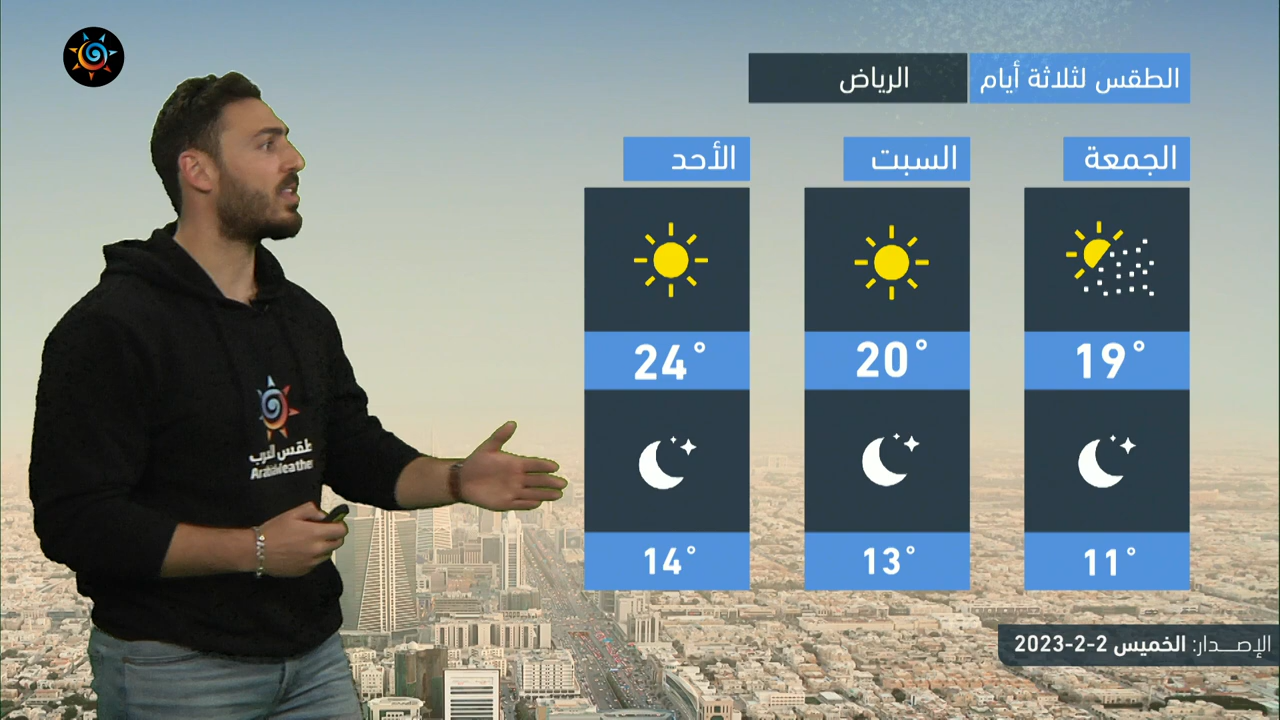 الطقس لثلاثة أيام
الرياض
الجمعة
السبت
الأحد
19°
20°
24°
11°
13°
14°
طقس العرب
ArabiaWeather
الإصـــدار: الخميس 2-2-2023